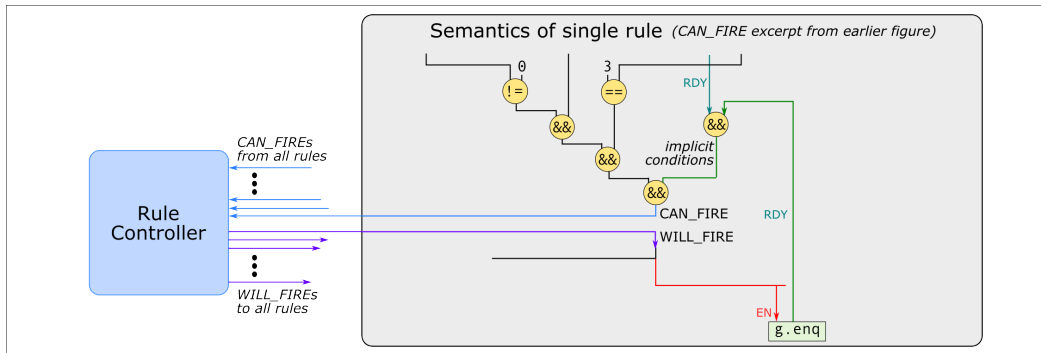 Semantics of single rule (CAN_FIRE excerpt from earlier figure)
0
3
!=
==
RDY
&&
&&
&&
implicit
conditions
&&
CAN_FIREs
from all rules
Rule
Controller
CAN_FIRE
RDY
WILL_FIRE
WILL_FIREs
to all rules
EN
g.enq